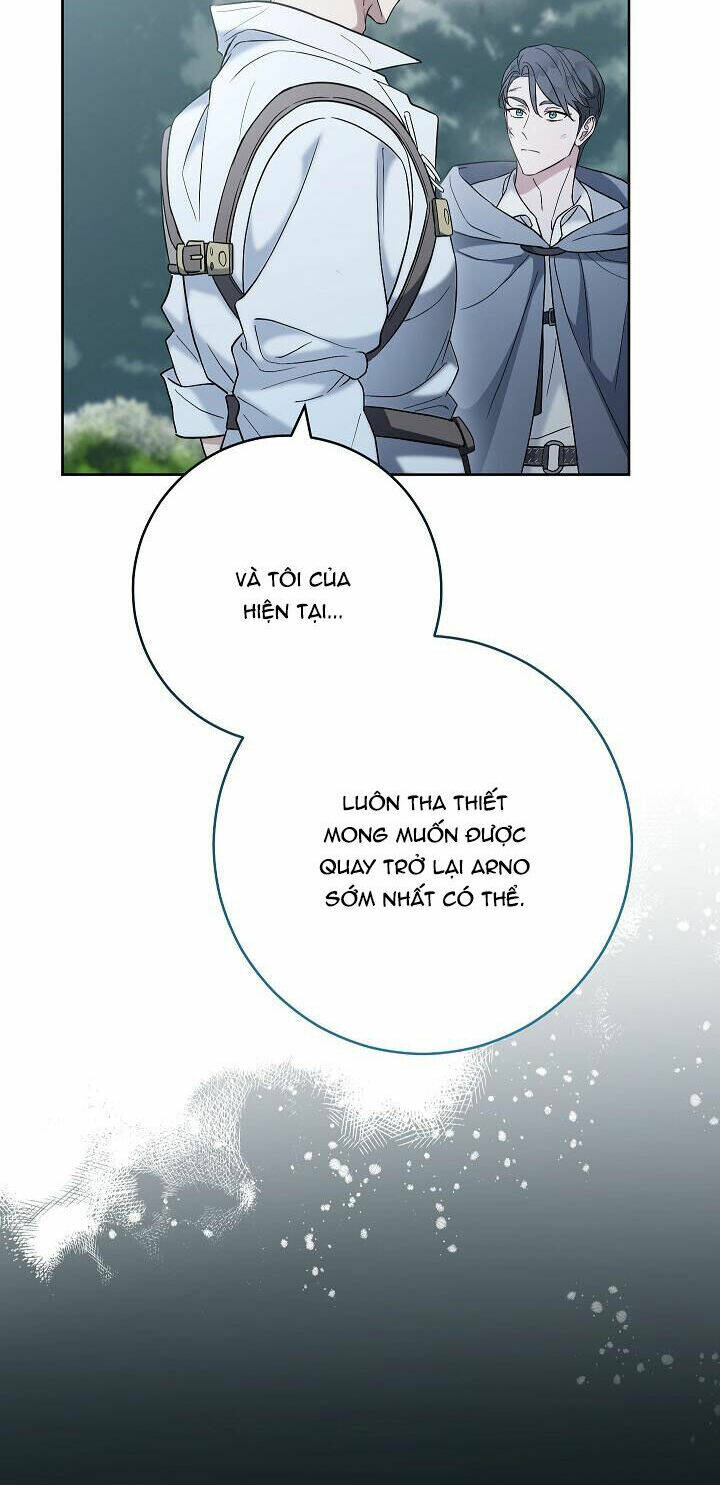 VÀ TÔI CỦA
HIỆN TẠI...
LUÔN THA THIẾT
MONG MUỐN ĐƯỢC
QUAY TRỞ LẠI ARNO
SỚM NHẤT CÓ THỂ.